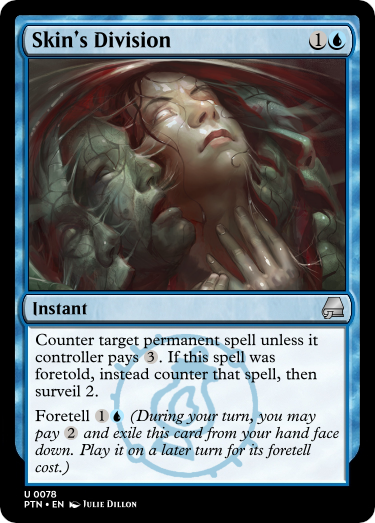 Skin's Division 1
Instant
Counter target permanent spell unless it
controller pays 3. If this spell was
foretold, instead counter that spell, then
surveil 2.
Foretell 1 (During your turn, you may
pay 2 and exile this card from your hand face
down. Play it on a later turn for its foretell
cost.)
U 0078
PTN • EN Julie Dillon